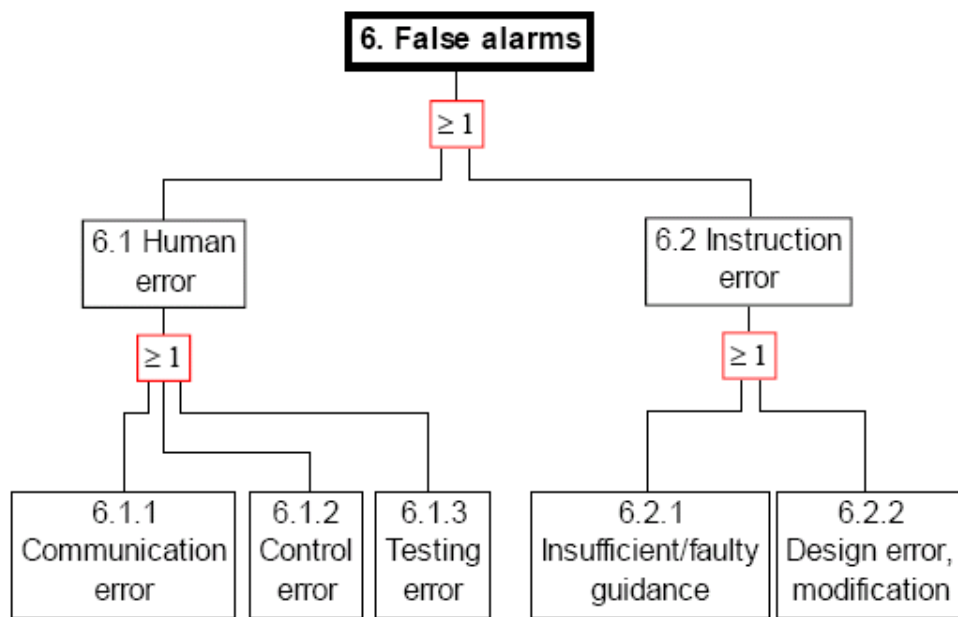 6. False alarms
≥ 1
6.1 Human
error
6.2 Instruction
error
≥ 1
≥ 1
6.1.1
Communication
error
6.1.2
Control
error
6.1.3
Testing
error
6.2.1
Insufficient/faulty
guidance
6.2.2
Design error,
modification